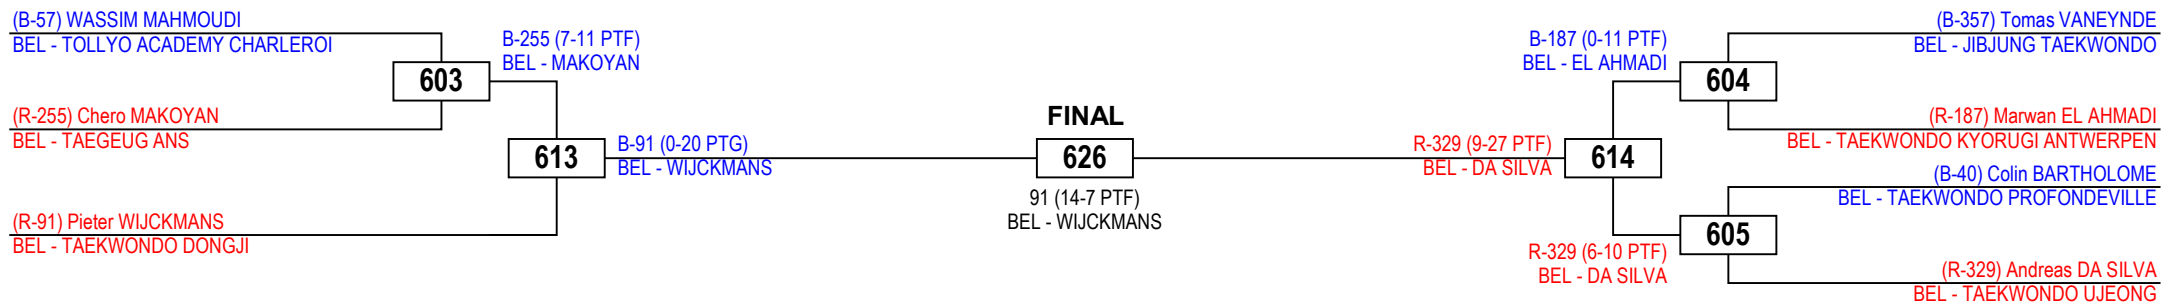 (B-57) WASSIM MAHMOUDI
BEL - TOLLYO ACADEMY CHARLEROI
603
(R-255) Chero MAKOYAN
BEL - TAEGEUG ANS
B-255 (7-11 PTF)
BEL - MAKOYAN
613
(R-91) Pieter WIJCKMANS
BEL - TAEKWONDO DONGJI
B-91 (0-20 PTG)
BEL - WIJCKMANS
FINAL
626
91 (14-7 PTF)
BEL - WIJCKMANS
R-329 (9-27 PTF)
BEL - DA SILVA
614
B-187 (0-11 PTF)
BEL - EL AHMADI
R-329 (6-10 PTF)
BEL - DA SILVA
(B-357) Tomas VANEYNDE
BEL - JIBJUNG TAEKWONDO
604
(R-187) Marwan EL AHMADI
BEL - TAEKWONDO KYORUGI ANTWERPEN
(B-40) Colin BARTHOLOME
BEL - TAEKWONDO PROFONDEVILLE
605
(R-329) Andreas DA SILVA
BEL - TAEKWONDO UJEONG